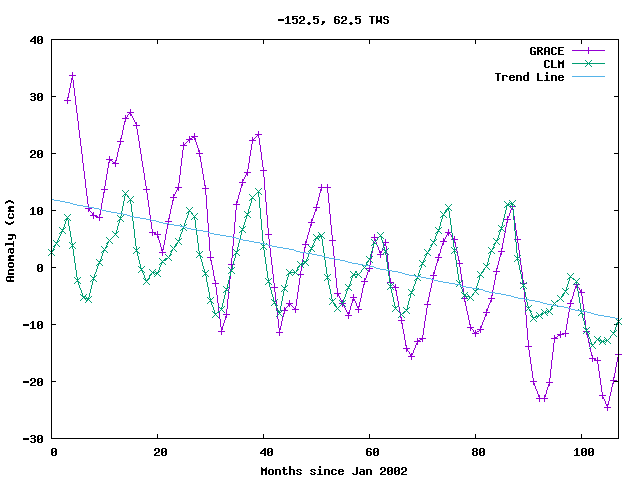 -152.5, 62.5 TWS
GRACE
CLM
Trend Line
Anomaly (cm)
40
30
20
10
0
-10
-20
-30
0 20 40 60 80 100
Months since Jan 2002